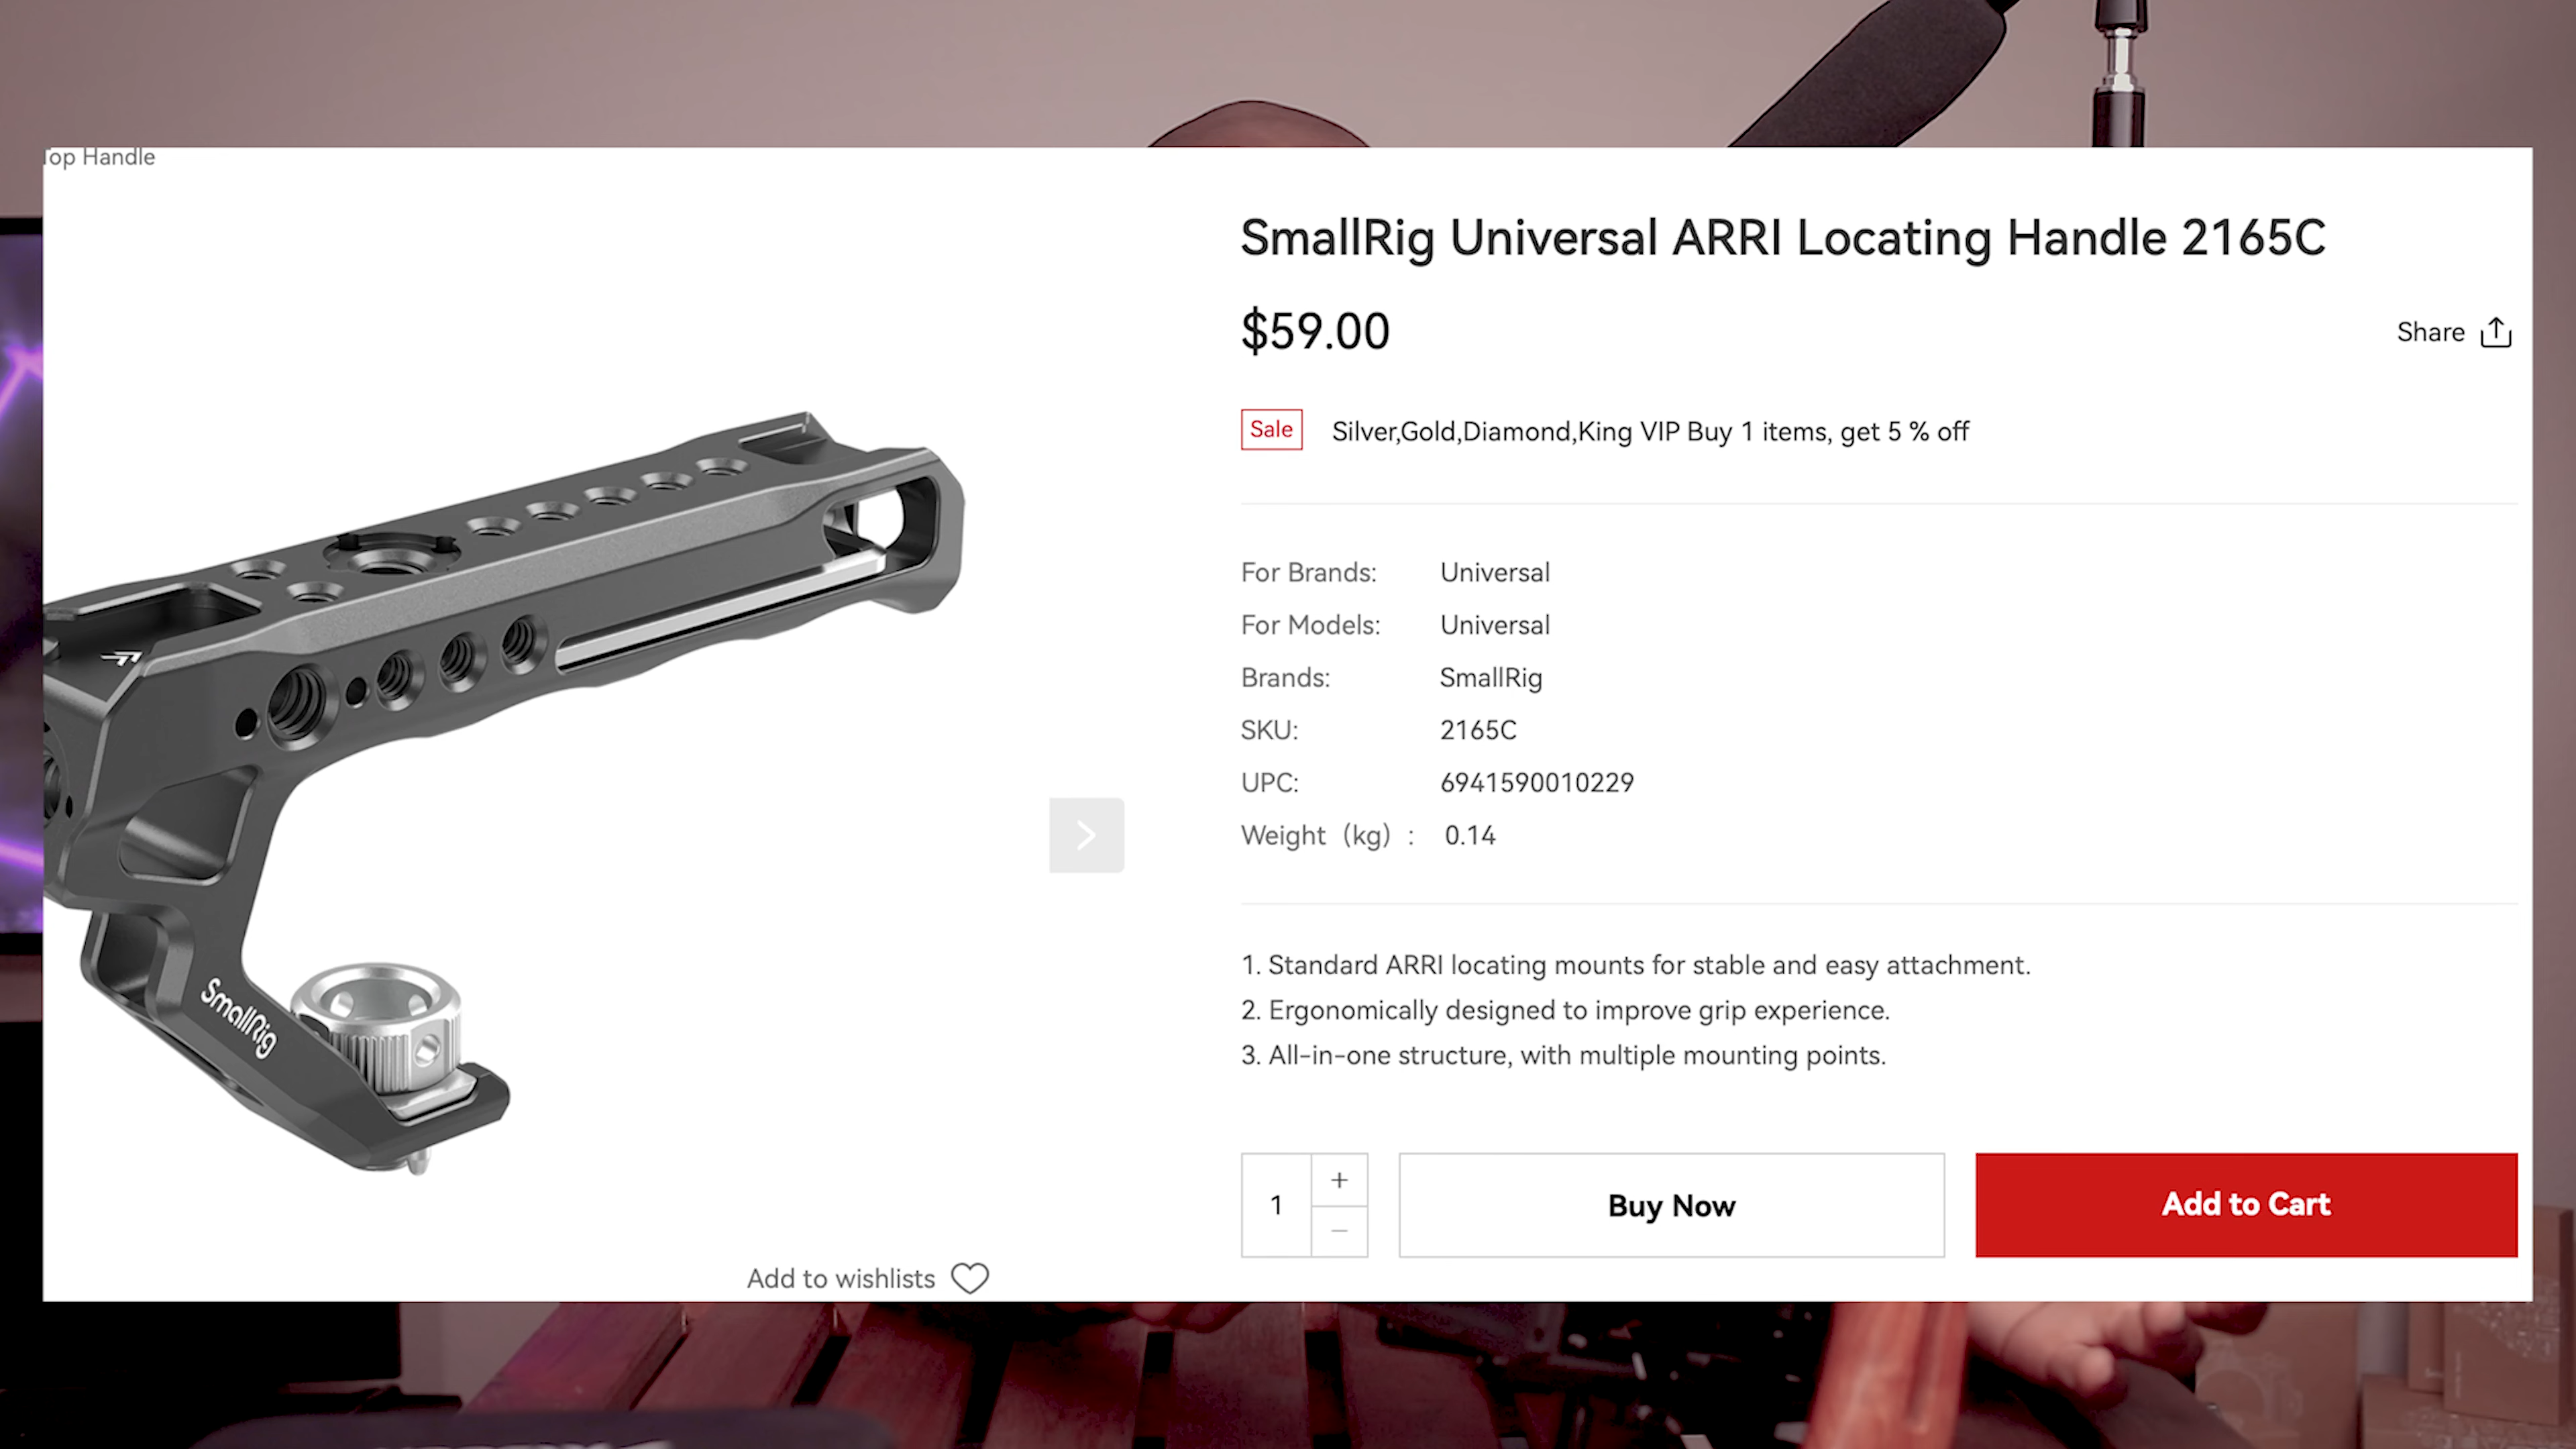 Top Handle
SmallRig Universal ARRI Locating Handle 2165C
$59.00
Share
Sale Silver,Gold,Diamond,King VIP Buy 1 items, get 5 % off
For Brands: Universal
For Models: Universal
Brands: SmallRig
SKU: 2165C
UPC: 6941590010229
Weight（kg）: 0.14
1. Standard ARRI locating mounts for stable and easy attachment.
2. Ergonomically designed to improve grip experience.
3. All-in-one structure, with multiple mounting points.
SmallRig
1 + − Buy Now Add to Cart
Add to wishlists